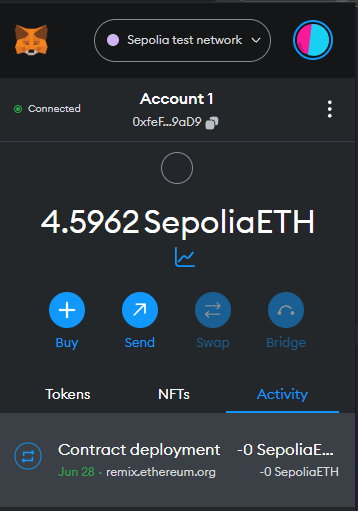 Sepolia test network
Connected
Account 1
0xfeF...9aD9
4.5962 SepoliaETH
Buy Send Swap Bridge
Tokens NFTs Activity
Contract deployment -0 SepoliaE...
Jun 28 · remix.ethereum.org -0 SepoliaETH